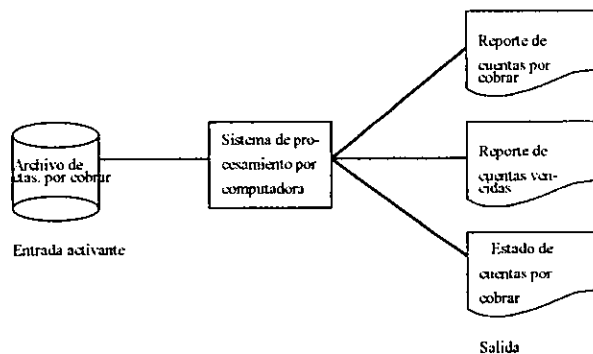 Archivo de
ctas. por cobrar
Entrada activante
Sistema de pro-
cesamiento por
computadora
Reporte de
cuentas por
cobrar
Reporte de
cuentas ven-
cidas
Estado de
cuentas por
cobrar
Salida